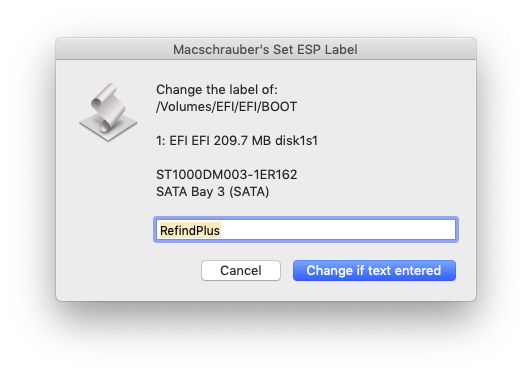 Macschrauber's Set ESP Label
Change the label of:
/Volumes/EFI/EFI/BOOT
1: EFI EFI 209.7 MB disk1s1
ST1000DM003-1ER162
SATA Bay 3 (SATA)
RefindPlus
Cancel
Change if text entered